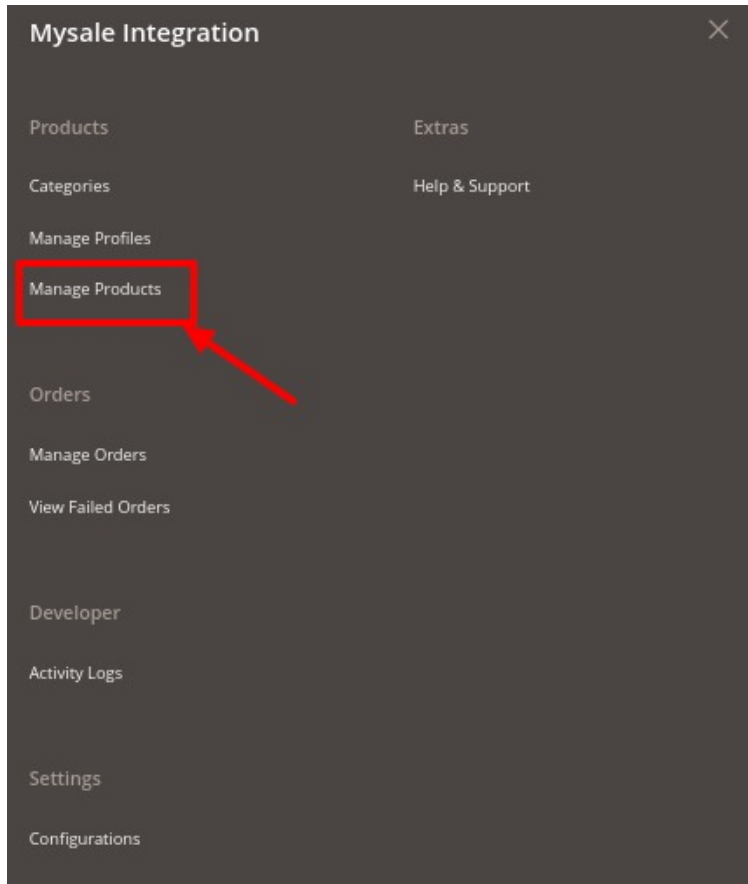 Mysale Integration
Products
Categories
Manage Profiles
Manage Products
Orders
Manage Orders
View Failed Orders
Developer
Activity Logs
Settings
Configurations
Extras
Help & Support